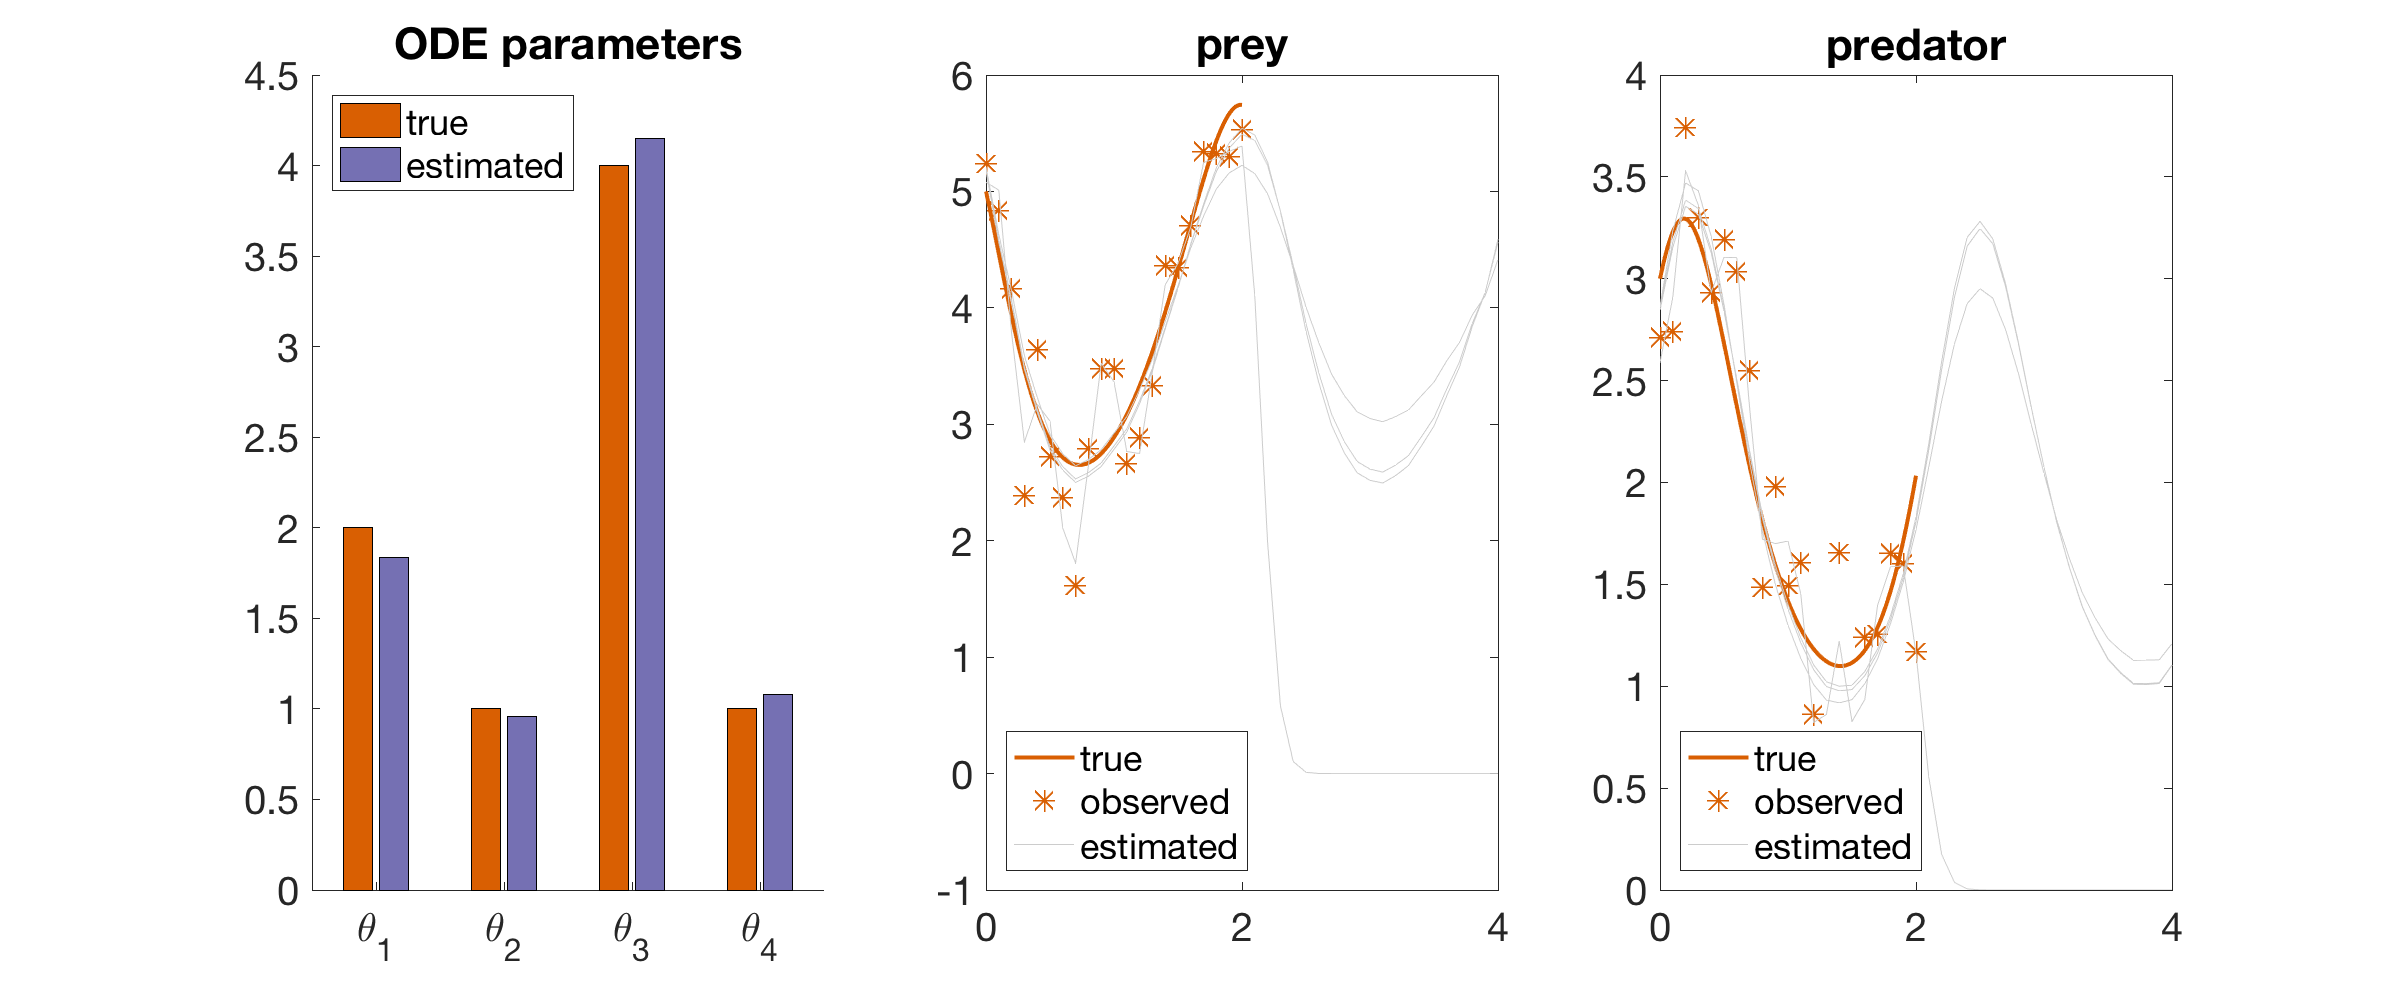 ODE parameters
4.5
4
3.5
3
2.5
2
1.5
1
0.5
0
true
estimated
θ1
θ2
θ3
θ4
prey
6
5
4
3
2
1
0
-1
true
observed
estimated
0
2
4
predator
4
3.5
3
2.5
2
1.5
1
0.5
0
true
observed
estimated
0
2
4